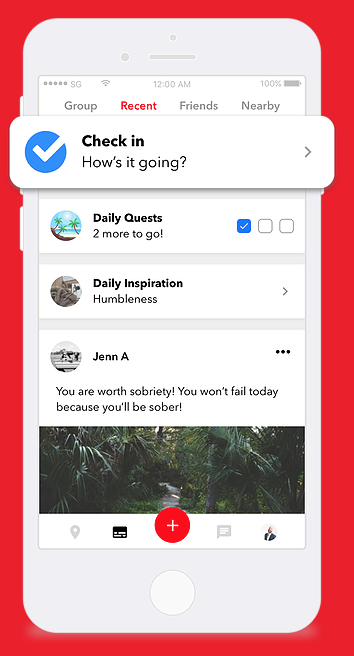 SG 12:00 AM 100%
Group Recent Friends Nearby
Check in
How's it going?
Daily Quests
2 more to go!
Daily Inspiration
Humbleness
Jenn A
You are worth sobriety! You won't fail today
because you'll be sober!